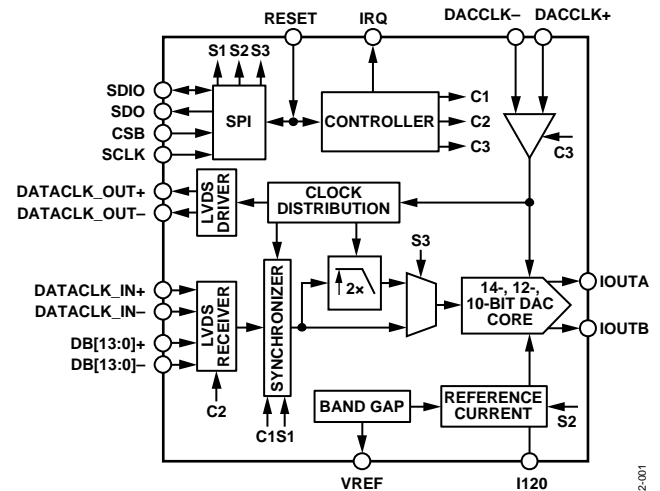 RESET
IRQ
DACCLK–
DACCLK+
S1 S2 S3
SDIO
SDO
CSB
SCLK
SPI
CONTROLLER
C1
C2
C3
C3
DATACLK_OUT+
DATACLK_OUT–
LVDS
DRIVER
CLOCK
DISTRIBUTION
S3
DATACLK_IN+
DATACLK_IN–
DB[13:0]+
DB[13:0]–
LVDS
RECEIVER
SYNCHRONIZER
2×
14-, 12-,
10-BIT DAC
CORE
IOUTA
IOUTB
C2
C1S1
BAND GAP
REFERENCE
CURRENT
S2
VREF
I120
2-001